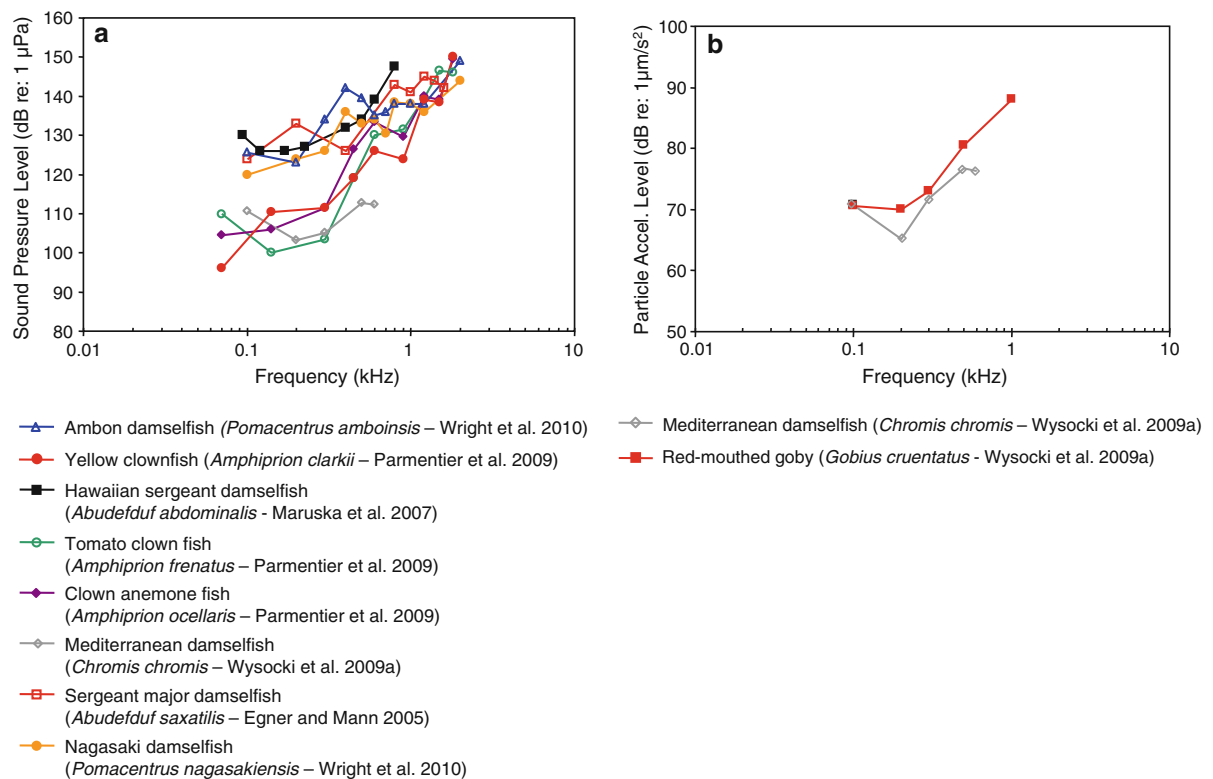 a
160
150
140
130
120
110
100
90
80
Sound Pressure Level (dB re: 1 µPa)
0.01
0.1
1
10
Frequency (kHz)
b
100
90
80
70
60
50
Particle Accel. Level (dB re: 1µm/s²)
0.01
0.1
1
10
Frequency (kHz)
Ambon damselfish (Pomacentrus amboinsis – Wright et al. 2010)
Yellow clownfish (Amphiprion clarkii – Parmentier et al. 2009)
Hawaiian sergeant damselfish
(Abudefduf abdominalis - Maruska et al. 2007)
Tomato clown fish
(Amphiprion frenatus – Parmentier et al. 2009)
Clown anemone fish
(Amphiprion ocellaris – Parmentier et al. 2009)
Mediterranean damselfish
(Chromis chromis – Wysocki et al. 2009a)
Sergeant major damselfish
(Abudefduf saxatilis – Egner and Mann 2005)
Nagasaki damselfish
(Pomacentrus nagasakiensis – Wright et al. 2010)
Mediterranean damselfish (Chromis chromis – Wysocki et al. 2009a)
Red-mouthed goby (Gobius cruentatus - Wysocki et al. 2009a)